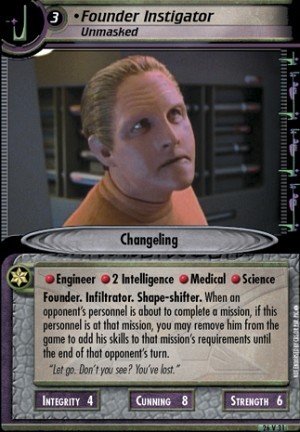 3 •Founder Instigator
Unmasked
Changeling
Engineer 2 Intelligence Medical Science
Founder. Infiltrator. Shape-shifter. When an
opponent's personnel is about to complete a mission, if this
personnel is at that mission, you may remove him from the
game to add his skills to that mission's requirements until
the end of that opponent's turn.
"Let go. Don't you see? You've lost."
INTEGRITY 4 CUNNING 8 STRENGTH 6
26 V 31